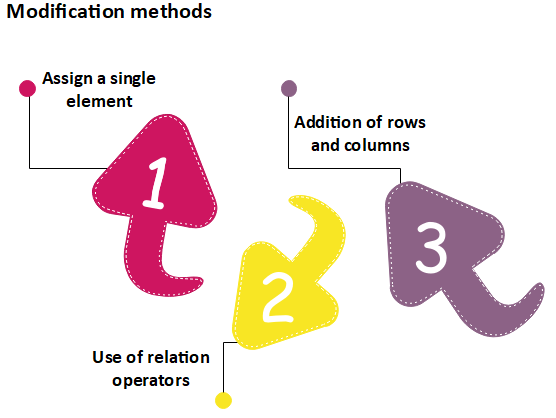 Modification methods
Assign a single
element
1
Addition of rows
and columns
3
2
Use of relation
operators